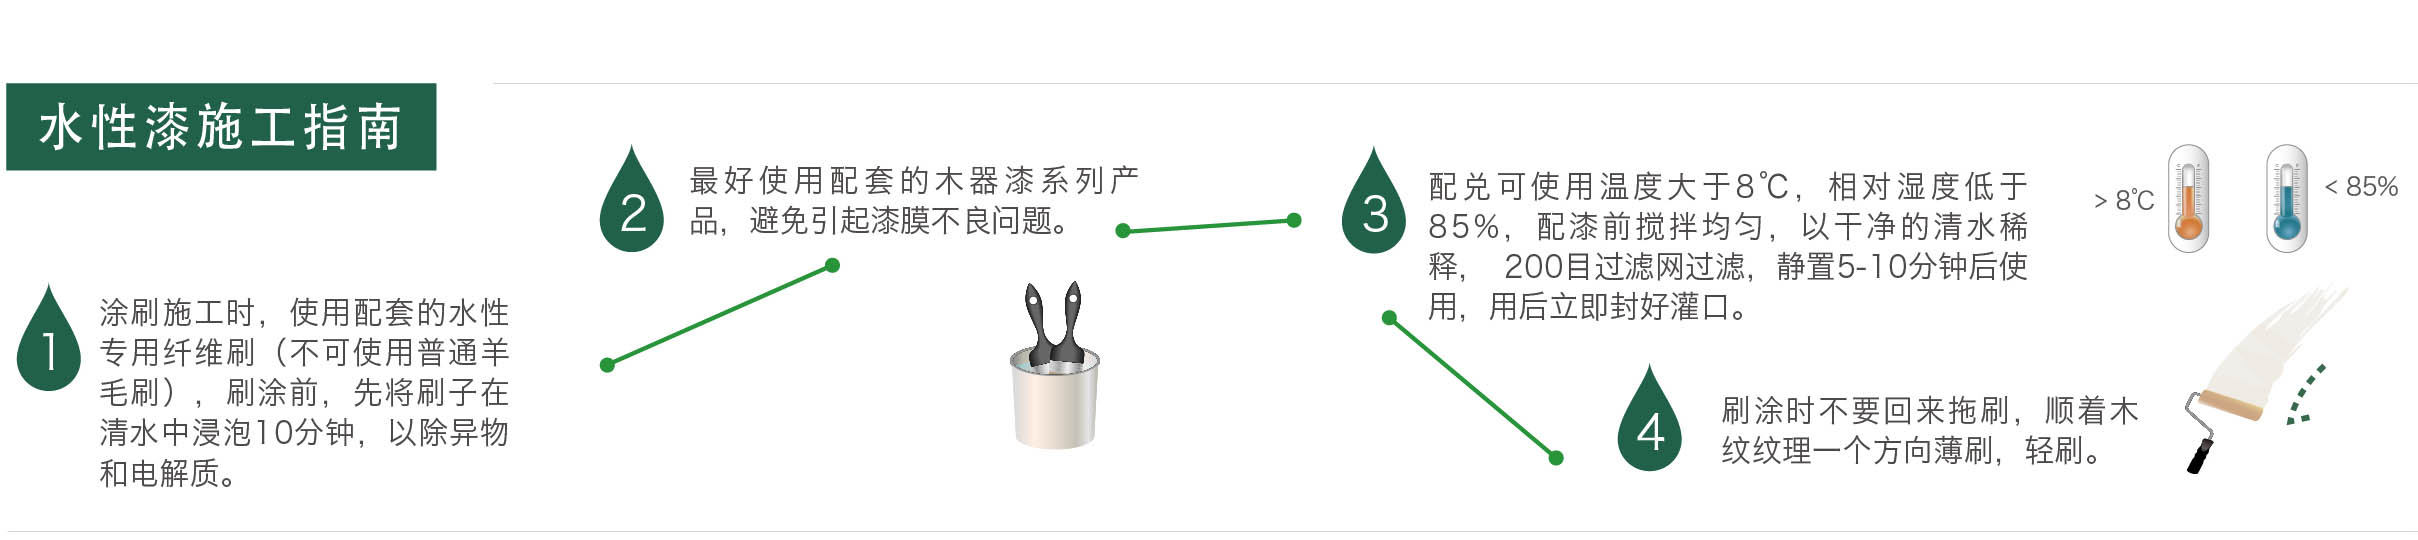 水性漆施工指南
1
涂刷施工时，使用配套的水性
专用纤维刷（不可使用普通羊
毛刷），刷涂前，先将刷子在
清水中浸泡10分钟，以除异物
和电解质。
2
最好使用配套的木器漆系列产
品，避免引起漆膜不良问题。
3
配兑可使用温度大于8℃，相对湿度低于
85%，配漆前搅拌均匀，以干净的清水稀
释， 200目过滤网过滤，静置5-10分钟后使
用，用后立即封好灌口。
> 8℃
< 85%
4
刷涂时不要回来拖刷，顺着木
纹纹理一个方向薄刷，轻刷。